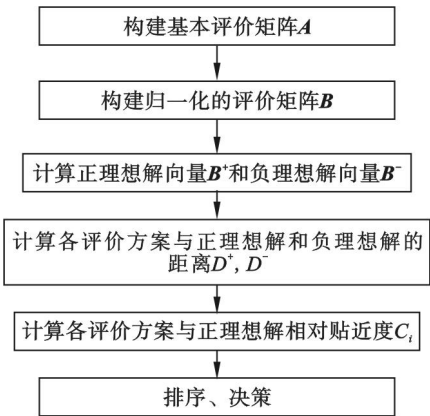 构建基本评价矩阵A
构建归一化的评价矩阵B
计算正理想解向量B⁺和负理想解向量B⁻
计算各评价方案与正理想解和负理想解的
距离D⁺, D⁻
计算各评价方案与正理想解相对贴近度Cᵢ
排序、决策